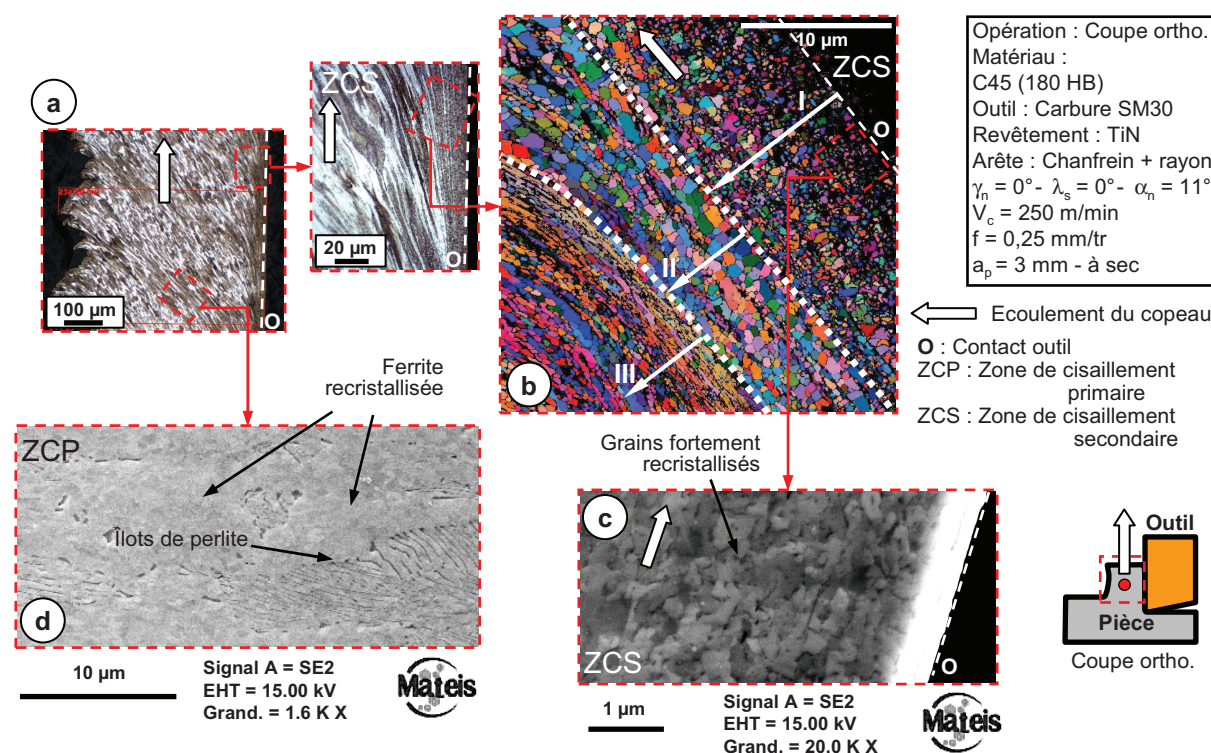 a
ZCS
O
20 µm
100 µm
O
10 µm
ZCS
I
O
II
III
b
Opération : Coupe ortho.
Matériau :
C45 (180 HB)
Outil : Carbure SM30
Revêtement : TiN
Arête : Chanfrein + rayon
γn = 0°- λs = 0°- αn = 11°
Vc = 250 m/min
f = 0,25 mm/tr
ap = 3 mm - à sec
Ecoulement du copeau
O : Contact outil
ZCP : Zone de cisaillement
primaire
ZCS : Zone de cisaillement
secondaire
Ferrite
recristallisée
ZCP
Îlots de perlite
d
10 µm
Signal A = SE2
EHT = 15.00 kV
Grand. = 1.6 K X
Mateis
Grains fortement
recristallisés
c
ZCS
O
1 µm
Signal A = SE2
EHT = 15.00 kV
Grand. = 20.0 K X
Mateis
Outil
Pièce
Coupe ortho.